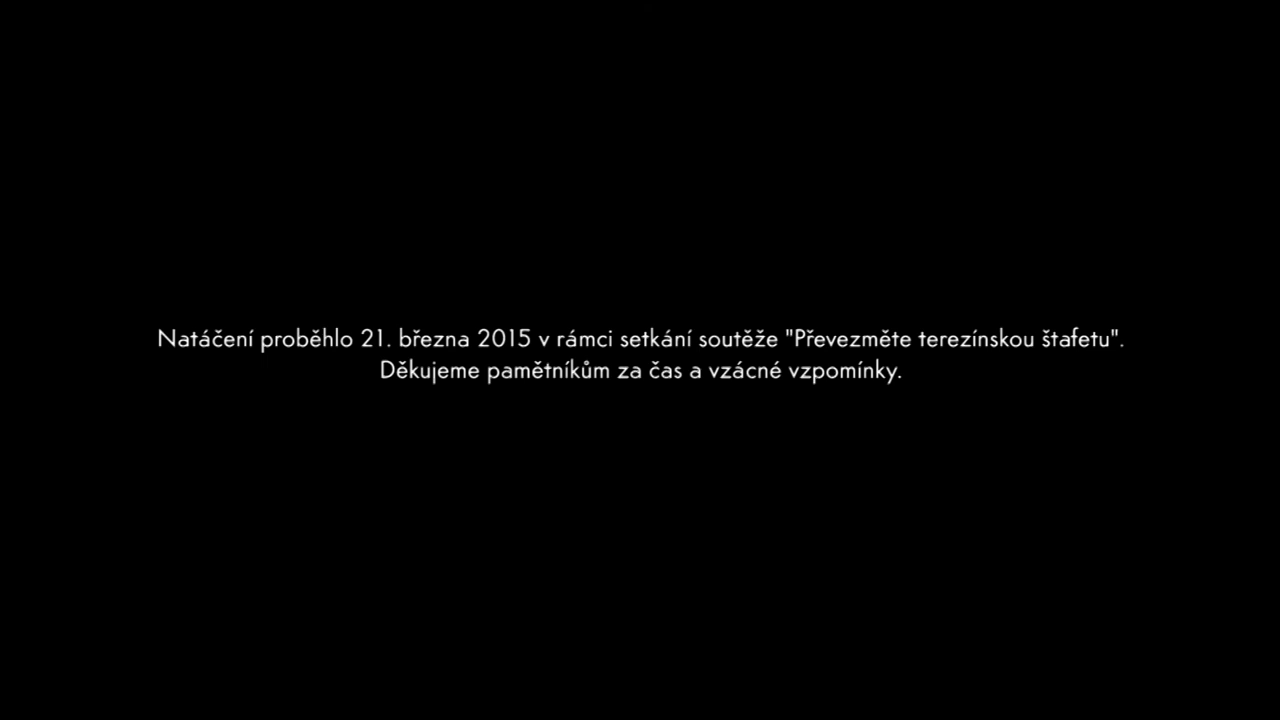 Natáčení proběhlo 21. března 2015 v rámci setkání soutěže "Převezměte terezínskou štafetu".
Děkujeme pamětníkům za čas a vzácné vzpomínky.